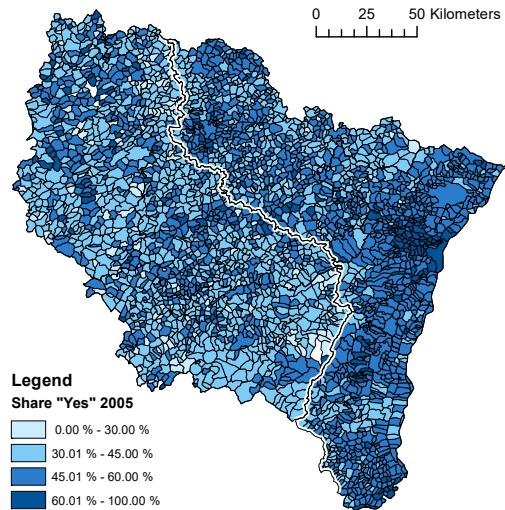 0 25 50 Kilometers
Legend
Share "Yes" 2005
0.00 % - 30.00 %
30.01 % - 45.00 %
45.01 % - 60.00 %
60.01 % - 100.00 %